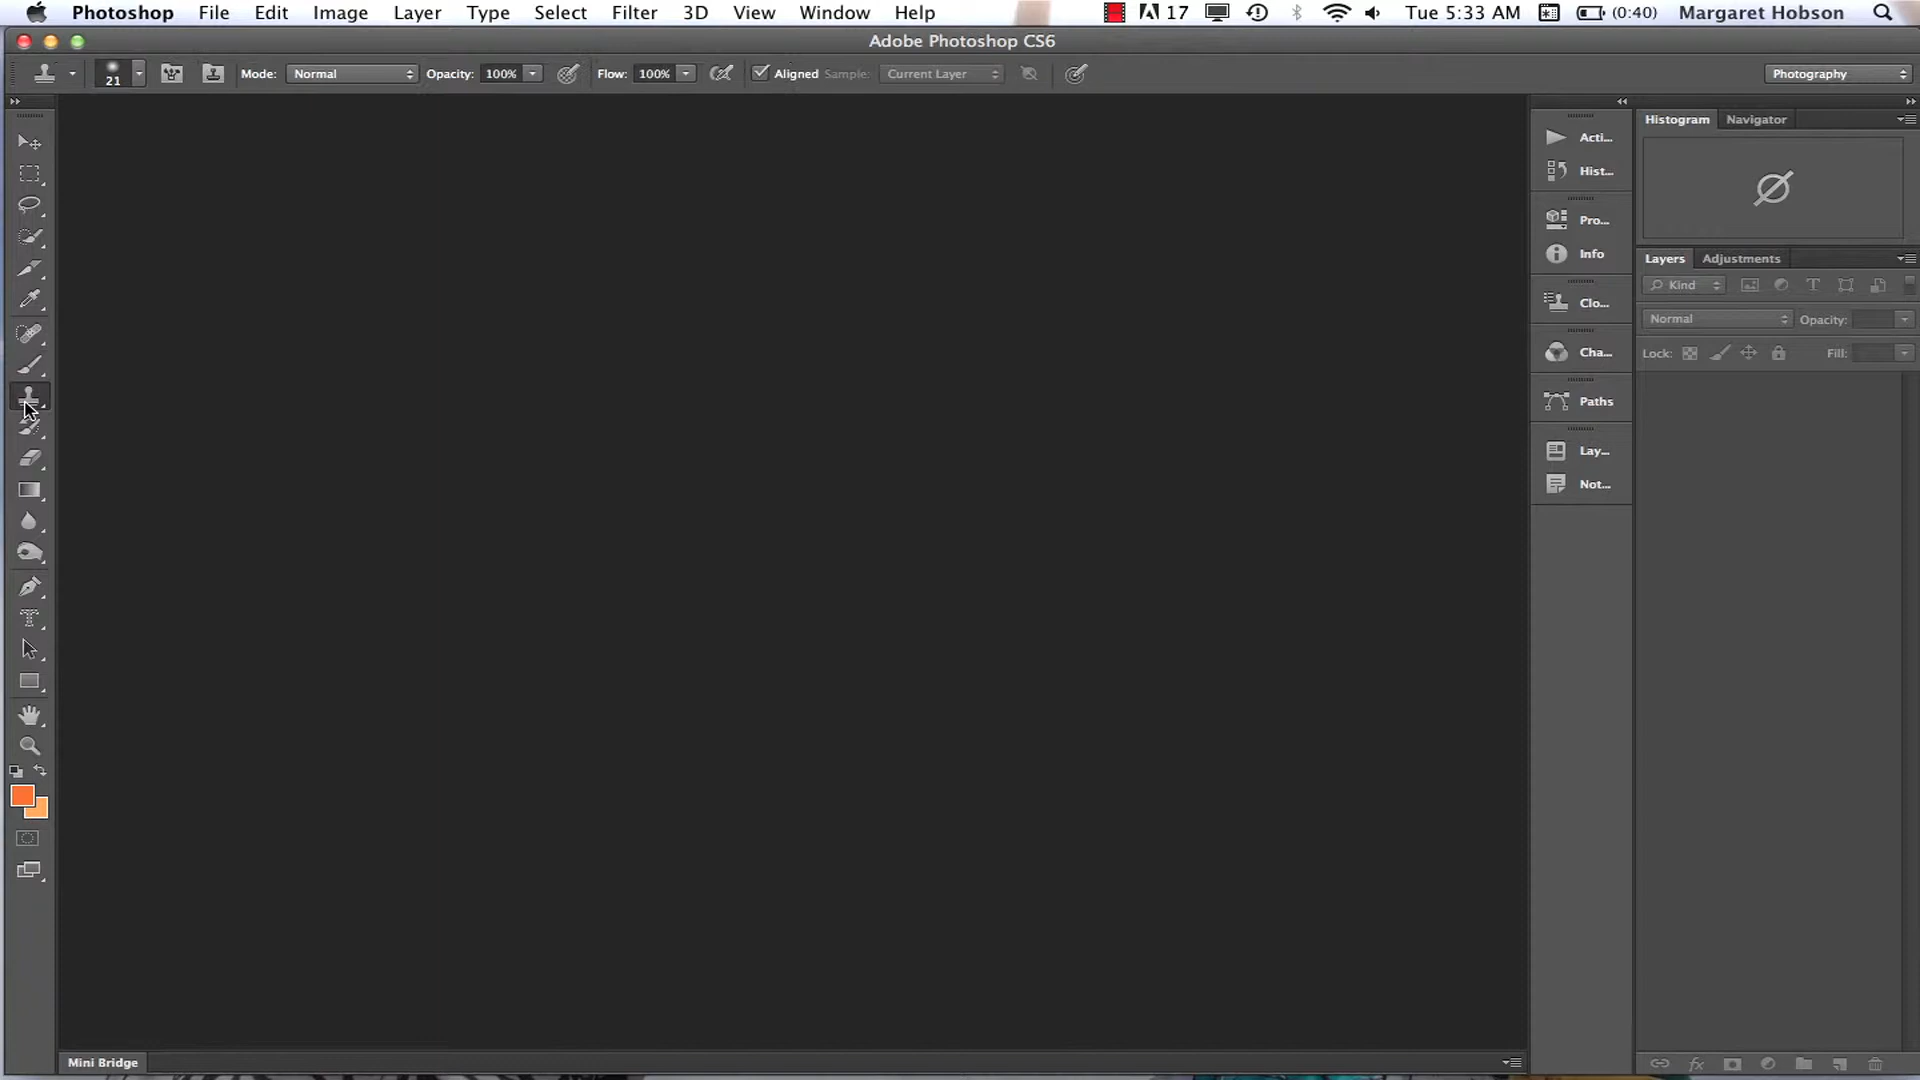 Photoshop File Edit Image Layer Type Select Filter 3D View Window Help 17 Tue 5:33 AM (0:40) Margaret Hobson
Adobe Photoshop CS6
21 Mode: Normal Opacity: 100% Flow: 100% Aligned Sample: Current Layer Photography
Histogram Navigator
Acti...
Hist...
Pro...
Info
Layers Adjustments
Kind
Clo...
Normal Opacity:
Cha...
Lock: Fill:
Paths
Lay...
Not...
Mini Bridge